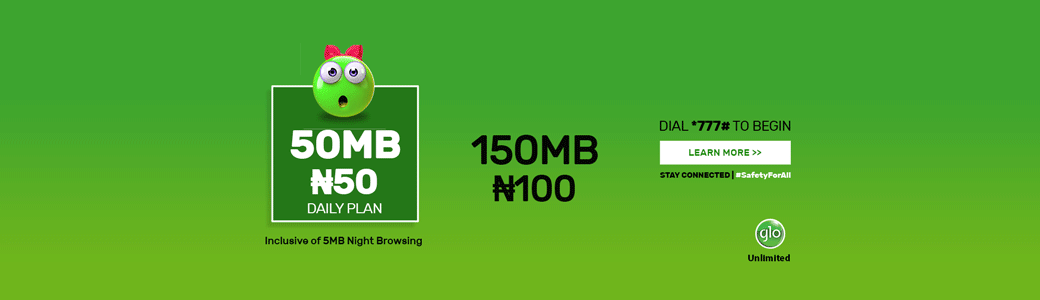 50MB
₦50
DAILY PLAN
Inclusive of 5MB Night Browsing
150MB
₦100
DIAL *777# TO BEGIN
LEARN MORE >>
STAY CONNECTED | #SafetyForAll
glo
Unlimited